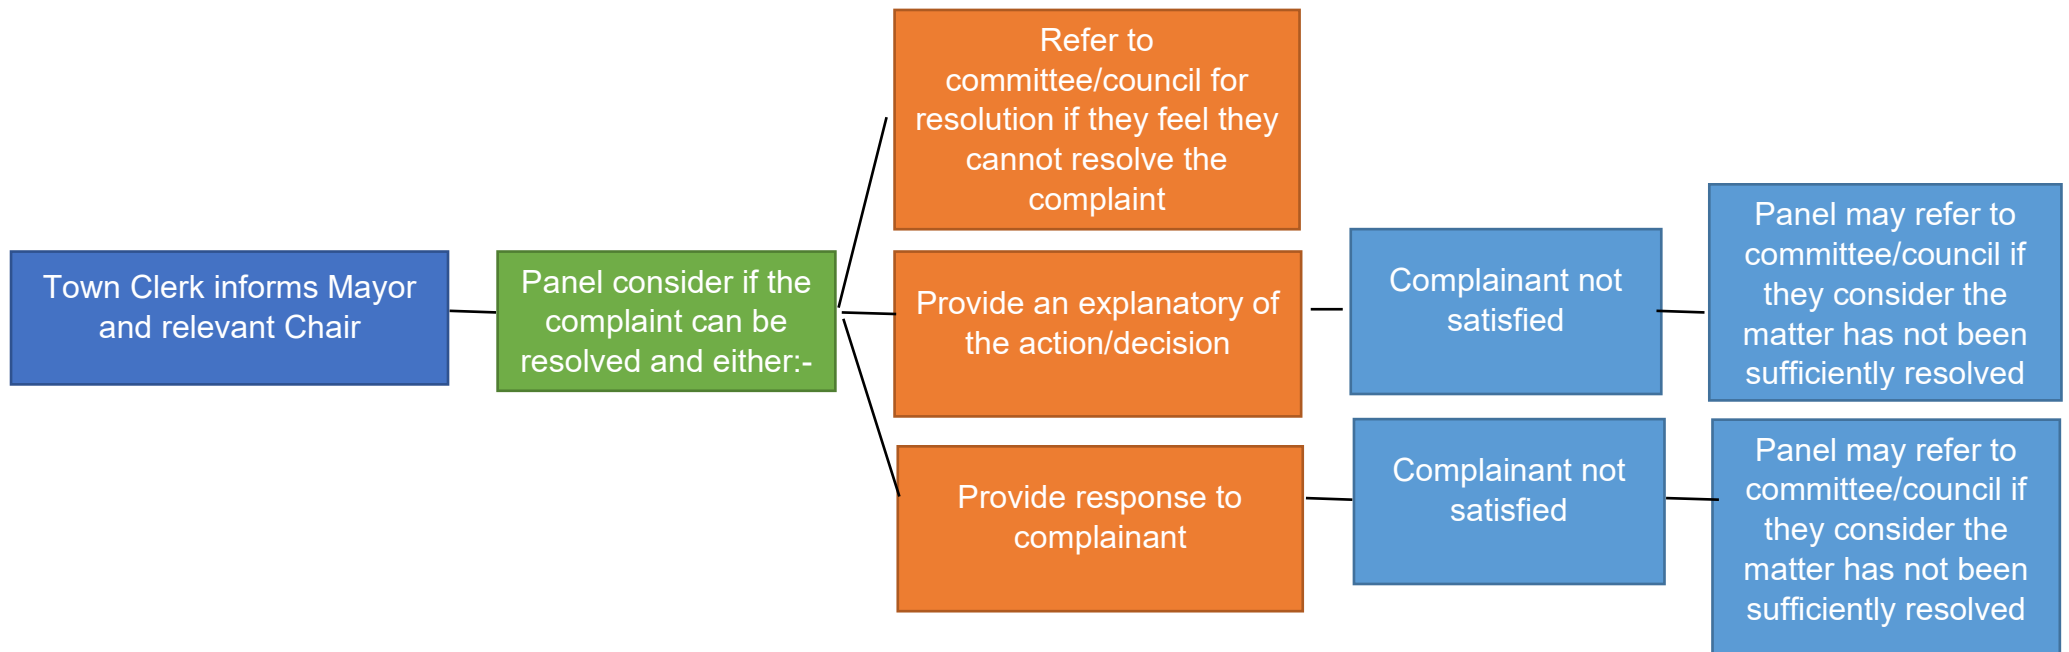 Town Clerk informs Mayor
and relevant Chair
Panel consider if the
complaint can be
resolved and either:-
Refer to
committee/council for
resolution if they feel they
cannot resolve the
complaint
Provide an explanatory of
the action/decision
Complainant not
satisfied
Panel may refer to
committee/council if
they consider the
matter has not been
sufficiently resolved
Provide response to
complainant
Complainant not
satisfied
Panel may refer to
committee/council if
they consider the
matter has not been
sufficiently resolved